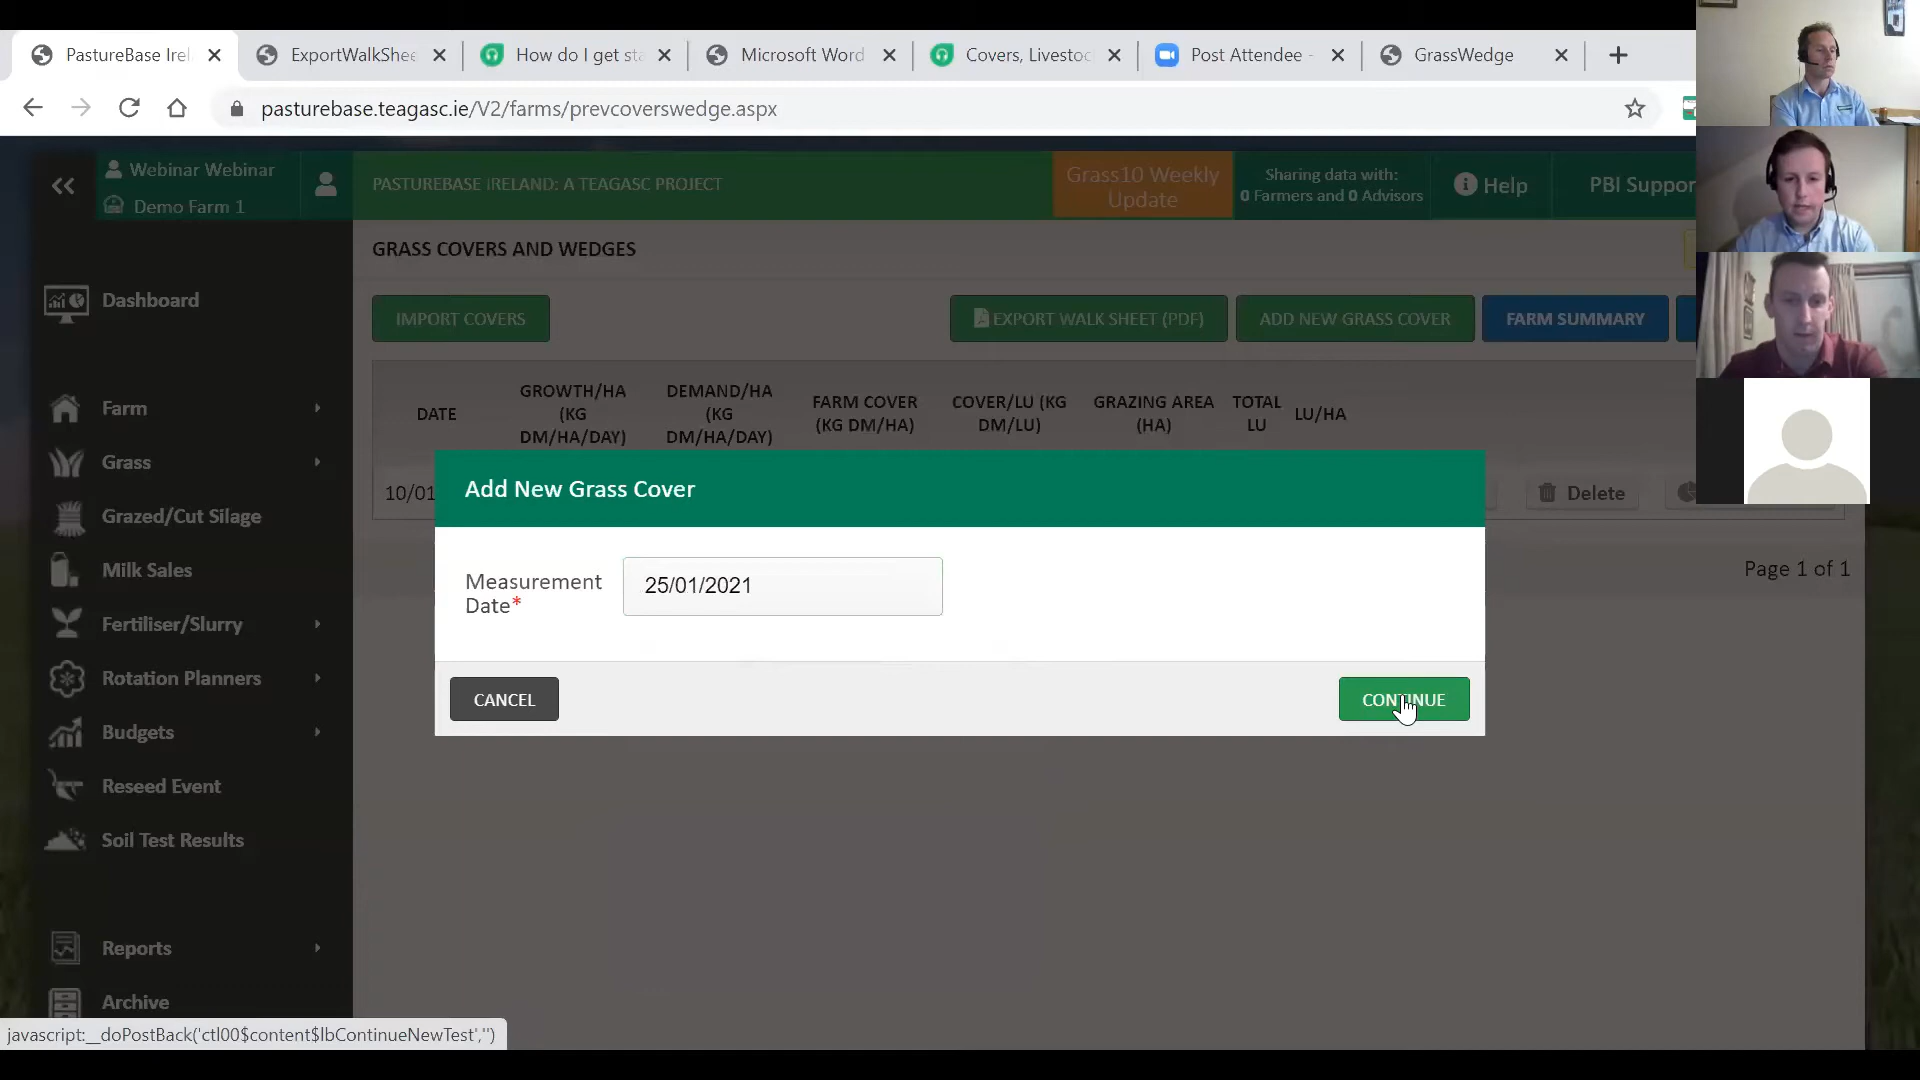 PastureBase Irel
ExportWalkShee
How do I get sta
Microsoft Word
Covers, Livestoc
Post Attendee -
GrassWedge
pasturebase.teagasc.ie/V2/farms/prevcoverswedge.aspx
Webinar Webinar
Demo Farm 1
PASTUREBASE IRELAND: A TEAGASC PROJECT
Grass10 Weekly
Update
Sharing data with:
0 Farmers and 0 Advisors
Help
PBI Suppor
GRASS COVERS AND WEDGES
Dashboard
IMPORT COVERS
EXPORT WALK SHEET (PDF)
ADD NEW GRASS COVER
FARM SUMMARY
DATE
GROWTH/HA
(KG
DM/HA/DAY)
DEMAND/HA
(KG
DM/HA/DAY)
FARM COVER
(KG DM/HA)
COVER/LU (KG
DM/LU)
GRAZING AREA
(HA)
TOTAL
LU
LU/HA
10/01
Delete
Page 1 of 1
Farm
Grass
Grazed/Cut Silage
Milk Sales
Fertiliser/Slurry
Rotation Planners
Budgets
Reseed Event
Soil Test Results
Reports
Archive
Add New Grass Cover
Measurement
Date*
25/01/2021
CANCEL
CONTINUE
javascript:__doPostBack('ctl00$content$lbContinueNewTest','')